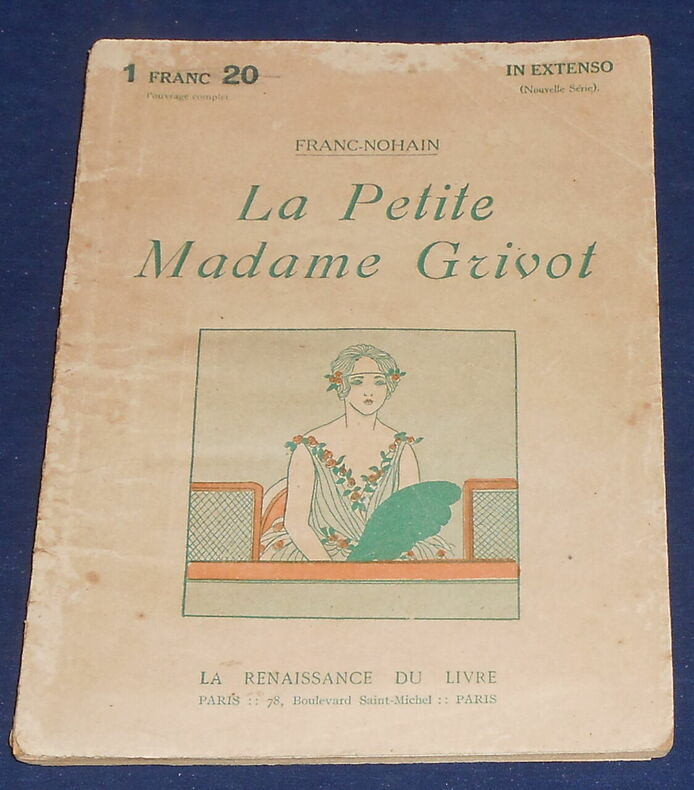 1 FRANC 20
l'ouvrage complet
IN EXTENSO
(Nouvelle Série).
FRANC-NOHAIN
La Petite
Madame Grivot
LA RENAISSANCE DU LIVRE
PARIS :: 78, Boulevard Saint-Michel :: PARIS